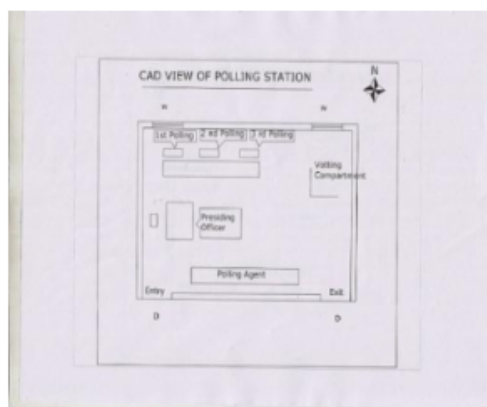 CAD VIEW OF POLLING STATION
N
W W
1st Polling 2 nd Polling 3 rd Polling
Votting
Compartment
Presiding
Officer
Polling Agent
Entry Exit
D D